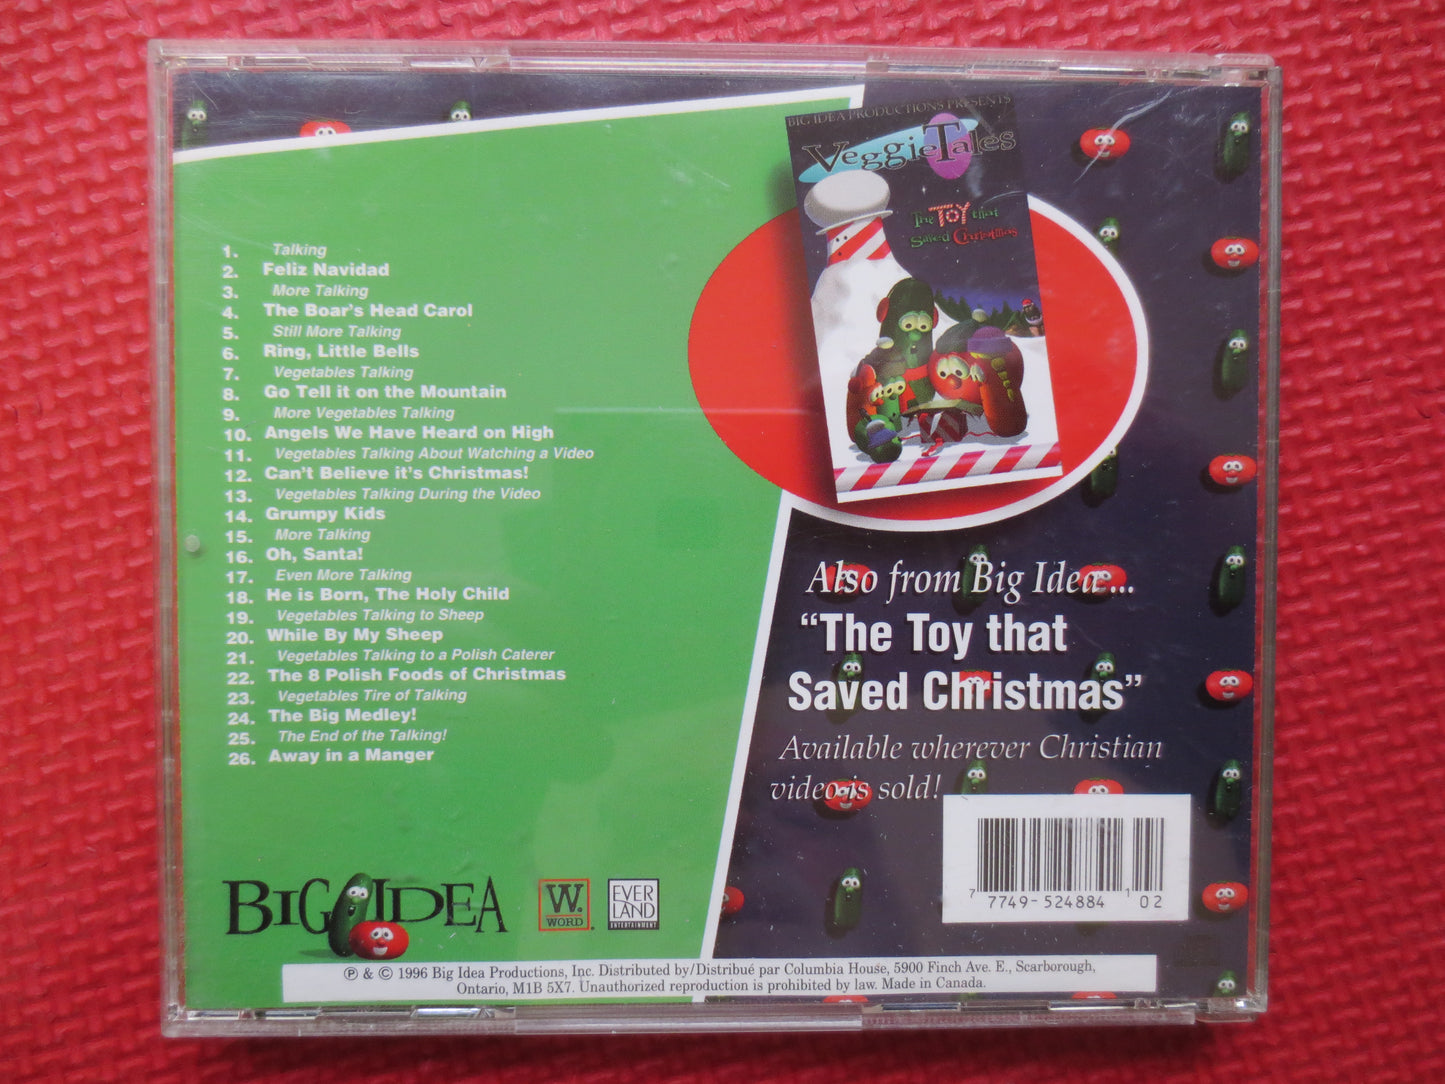 1. Talking
2. Feliz Navidad
3. More Talking
4. The Boar's Head Carol
5. Still More Talking
6. Ring, Little Bells
7. Vegetables Talking
8. Go Tell it on the Mountain
9. More Vegetables Talking
10. Angels We Have Heard on High
11. Vegetables Talking About Watching a Video
12. Can't Believe it's Christmas!
13. Vegetables Talking During the Video
14. Grumpy Kids
15. More Talking
16. Oh, Santa!
17. Even More Talking
18. He is Born, The Holy Child
19. Vegetables Talking to Sheep
20. While By My Sheep
21. Vegetables Talking to a Polish Caterer
22. The 8 Polish Foods of Christmas
23. Vegetables Tire of Talking
24. The Big Medley!
25. The End of the Talking!
26. Away in a Manger
BIG IDEA PRODUCTIONS PRESENTS
VeggieTales
The TOY that
Saved Christmas
Also from Big Idea...
"The Toy that
Saved Christmas"
Available wherever Christian
video is sold!
7 7749-524884 1 02
BIG IDEA
W.
WORD
EVER
LAND
ENTERTAINMENT
℗ & © 1996 Big Idea Productions, Inc. Distributed by/Distribué par Columbia House, 5900 Finch Ave. E., Scarborough,
Ontario, M1B 5X7. Unauthorized reproduction is prohibited by law. Made in Canada.